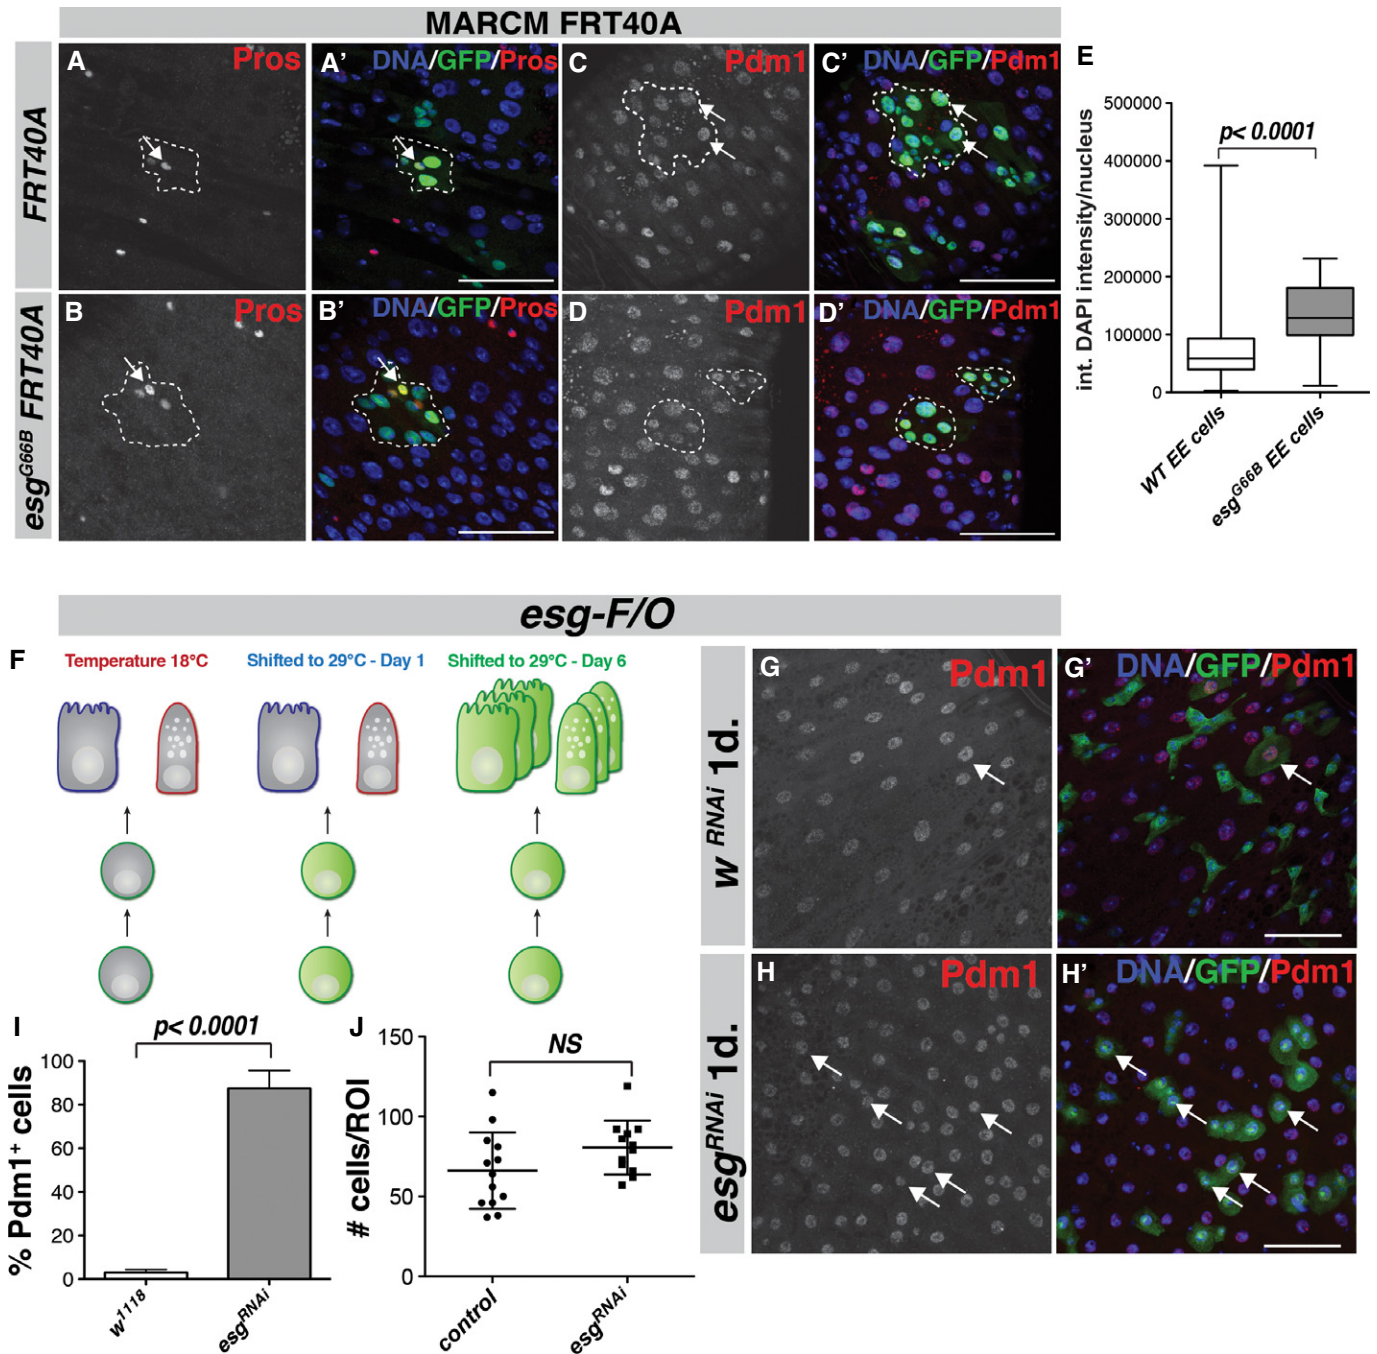 MARCM FRT40A
FRT40A
A Pros
A' DNA/GFP/Pros
C Pdm1
C' DNA/GFP/Pdm1
esgG66B FRT40A
B Pros
B' DNA/GFP/Pros
D Pdm1
D' DNA/GFP/Pdm1
E
int. DAPI intensity/nucleus
500000
400000
300000
200000
100000
0
p< 0.0001
WT EE cells
esgG66B EE cells
esg-F/O
F
Temperature 18°C
Shifted to 29°C - Day 1
Shifted to 29°C - Day 6
w RNAi 1d.
G Pdm1
G' DNA/GFP/Pdm1
esgRNAi 1d.
H Pdm1
H' DNA/GFP/Pdm1
I
% Pdm1+ cells
100
80
60
40
20
0
p< 0.0001
w1118
esgRNAi
J
# cells/ROI
150
100
50
0
NS
control
esgRNAi